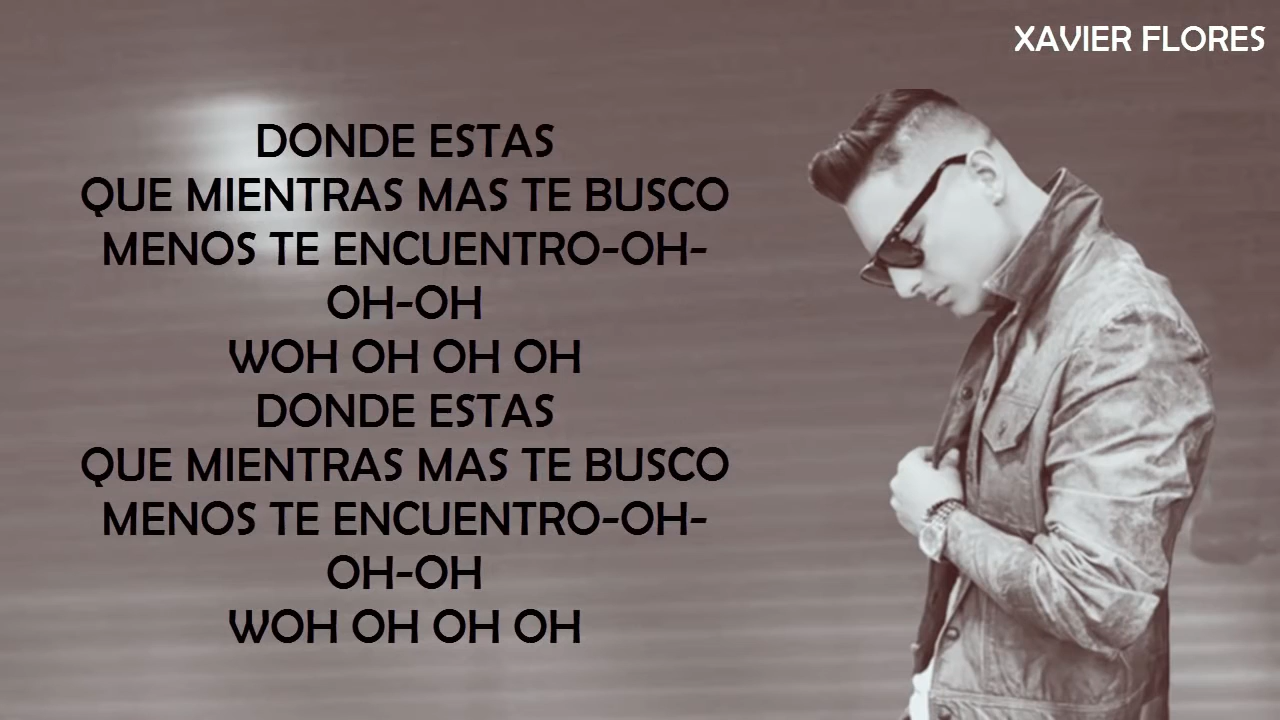 XAVIER FLORES
DONDE ESTAS
QUE MIENTRAS MAS TE BUSCO
MENOS TE ENCUENTRO-OH-
OH-OH
WOH OH OH OH
DONDE ESTAS
QUE MIENTRAS MAS TE BUSCO
MENOS TE ENCUENTRO-OH-
OH-OH
WOH OH OH OH